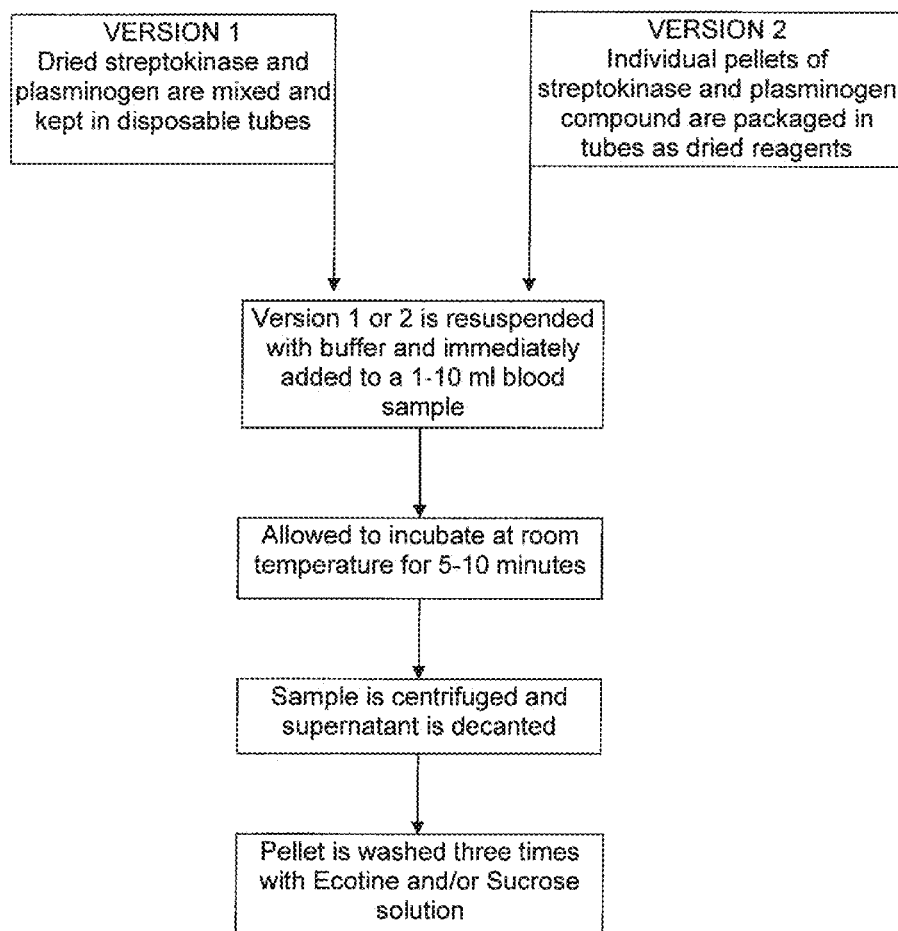 VERSION 1
Dried streptokinase and
plasminogen are mixed and
kept in disposable tubes
VERSION 2
Individual pellets of
streptokinase and plasminogen
compound are packaged in
tubes as dried reagents
Version 1 or 2 is resuspended
with buffer and immediately
added to a 1-10 ml blood
sample
Allowed to incubate at room
temperature for 5-10 minutes
Sample is centrifuged and
supernatant is decanted
Pellet is washed three times
with Ecotine and/or Sucrose
solution